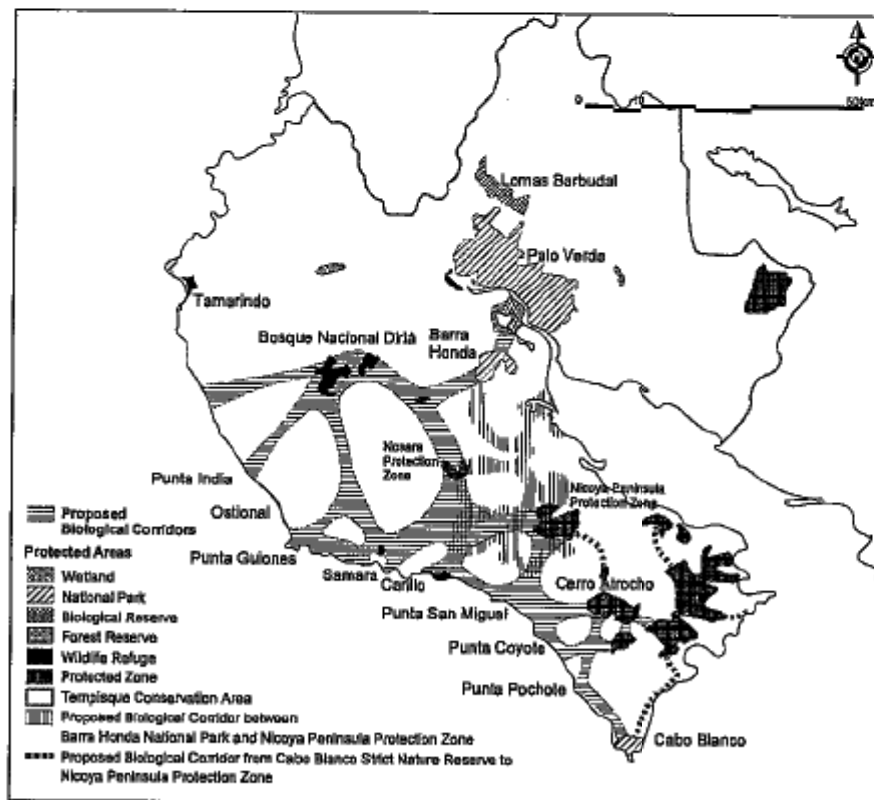 0 10 50km
Lomas Barbudal
Palo Verde
Tamarindo
Bosque Nacional Diriá
Barra
Honda
Nosara
Protection
Zone
Punta India
Nicoya-Peninsula
Protection Zone
Ostional
Punta Guiones
Samara
Carillo
Cerro Atrocho
Punta San Miguel
Punta Coyote
Punta Pochote
Cabo Blanco
Proposed
Biological Corridors
Protected Areas
Wetland
National Park
Biological Reserve
Forest Reserve
Wildlife Refuge
Protected Zone
Tempisque Conservation Area
Proposed Biological Corridor between
Barra Honda National Park and Nicoya Peninsula Protection Zone
Proposed Biological Corridor from Cabo Blanco Strict Nature Reserve to
Nicoya Peninsula Protection Zone